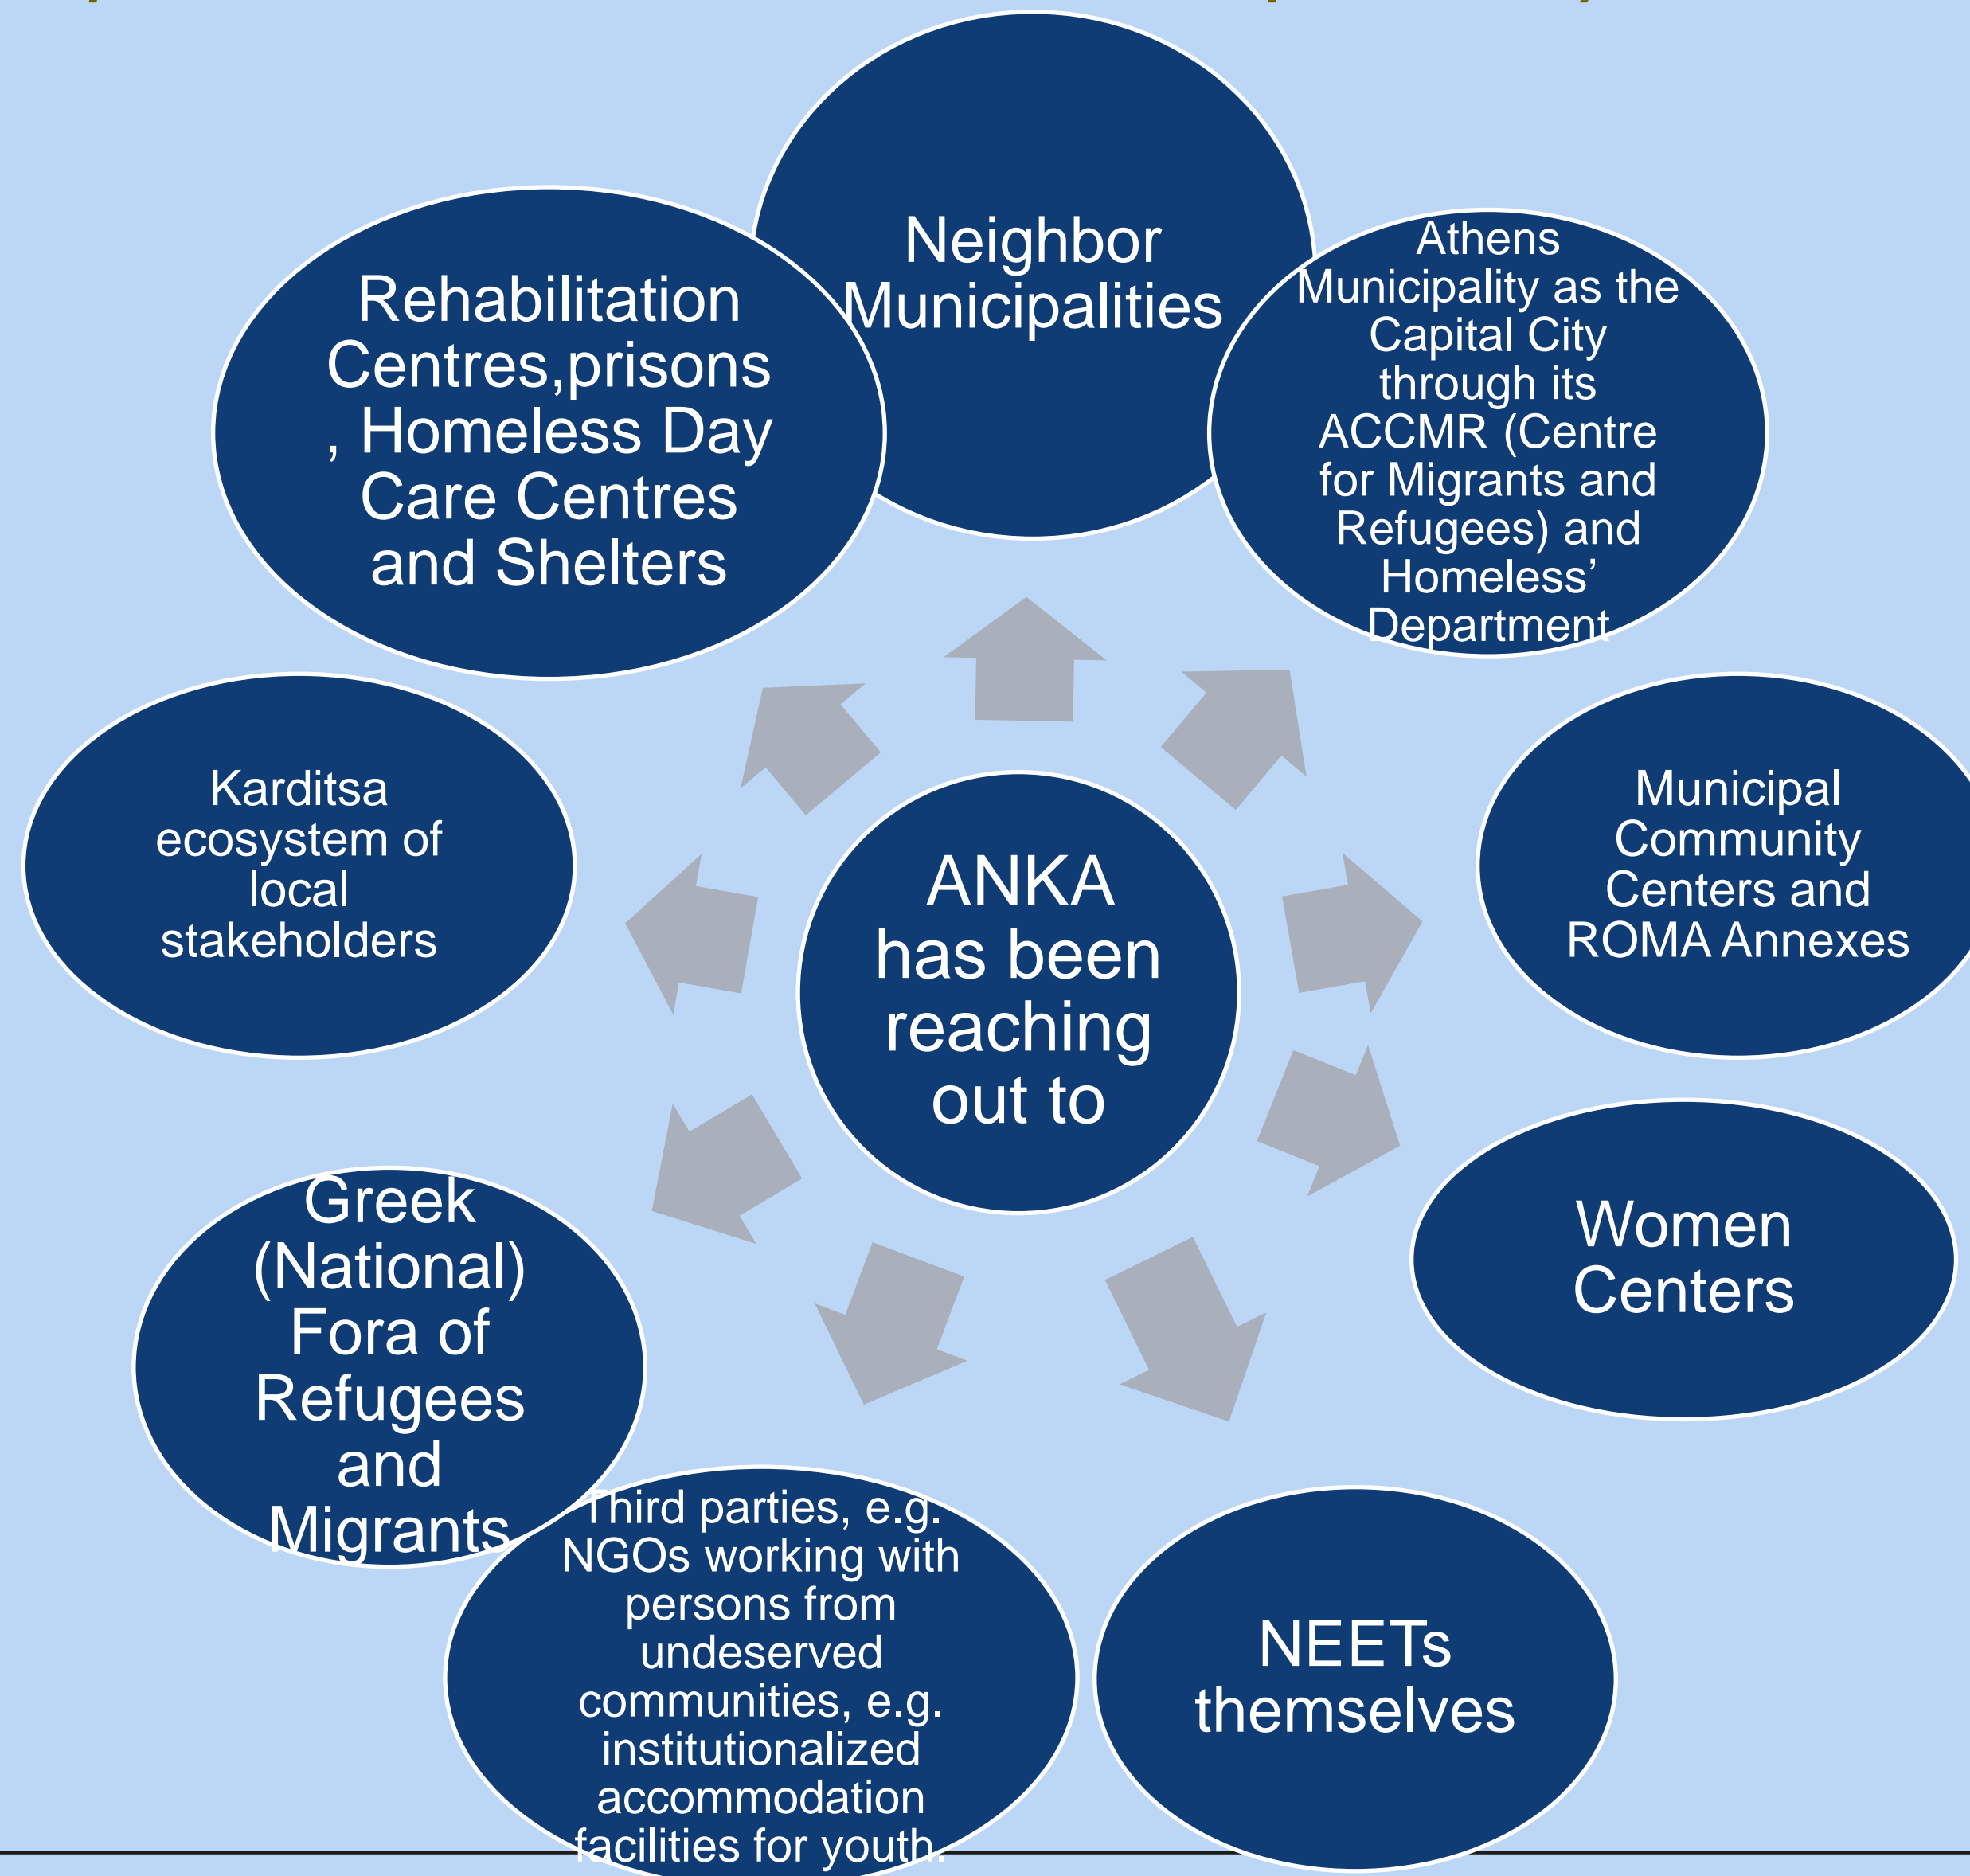 Neighbor
Municipalities
Athens
Municipality as the
Capital City
through its
ACCMR (Centre
for Migrants and
Refugees) and
Homeless’
Department
Municipal
Community
Centers and
ROMA Annexes
Women
Centers
NEETs
themselves
Third parties, e.g.
NGOs working with
persons from
undeserved
communities, e.g.
institutionalized
accommodation
facilities for youth.
Greek
(National)
Fora of
Refugees
and
Migrants
Karditsa
ecosystem of
local
stakeholders
Rehabilitation
Centres,prisons
, Homeless Day
Care Centres
and Shelters
ANKA
has been
reaching
out to